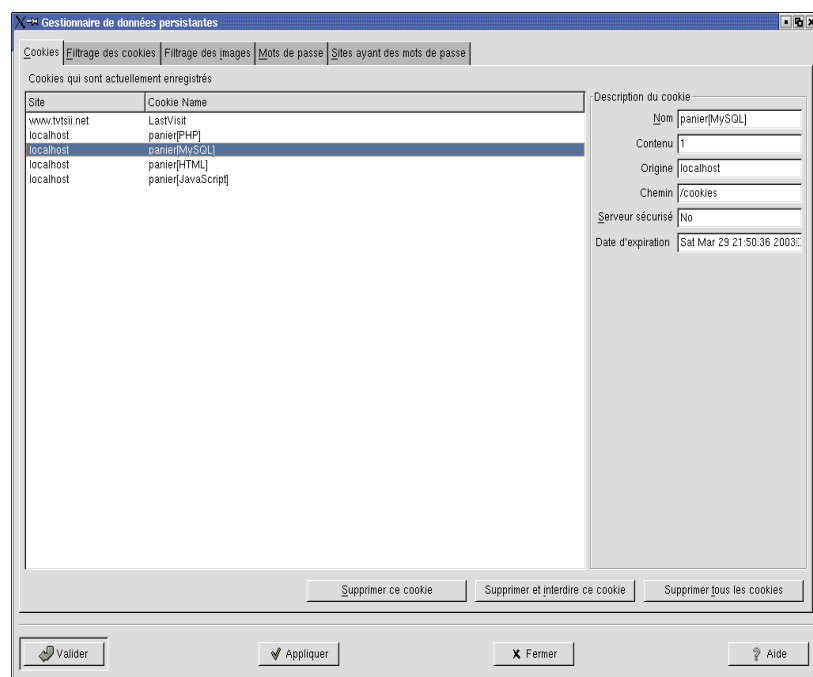 Gestionnaire de données persistantes
Cookies Filtrage des cookies Filtrage des images Mots de passe Sites ayant des mots de passe
Cookies qui sont actuellement enregistrés
Site Cookie Name
www.tvtsii.net LastVisit
localhost panier[PHP]
localhost panier[MySQL]
localhost panier[HTML]
localhost panier[JavaScript]
Description du cookie
Nom panier[MySQL]
Contenu 1
Origine localhost
Chemin /cookies
Serveur sécurisé No
Date d'expiration Sat Mar 29 21:50:36 2003
Supprimer ce cookie Supprimer et interdire ce cookie Supprimer tous les cookies
Valider Appliquer Fermer Aide